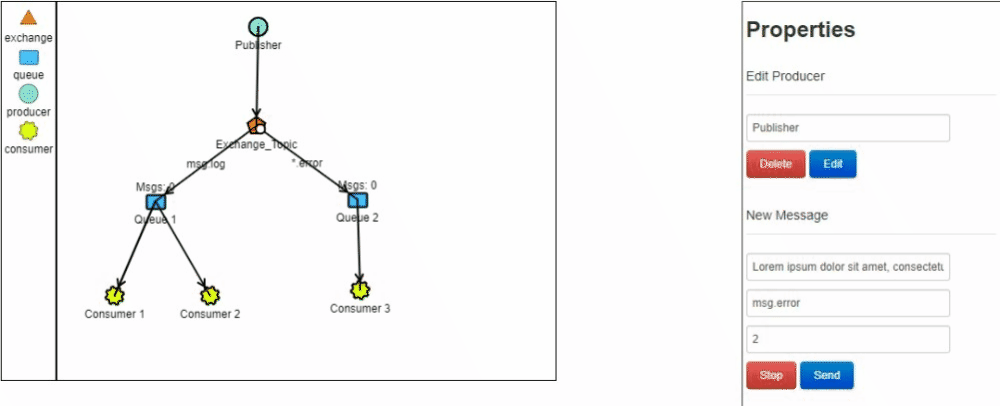 exchange
queue
producer
consumer
Publisher
Exchange_Topic
msg.log
*.error
Msgs: 0
Queue 1
Msgs: 0
Queue 2
Consumer 1
Consumer 2
Consumer 3
Properties
Edit Producer
Publisher
Delete
Edit
New Message
Lorem ipsum dolor sit amet, consectetu
msg.error
2
Stop
Send